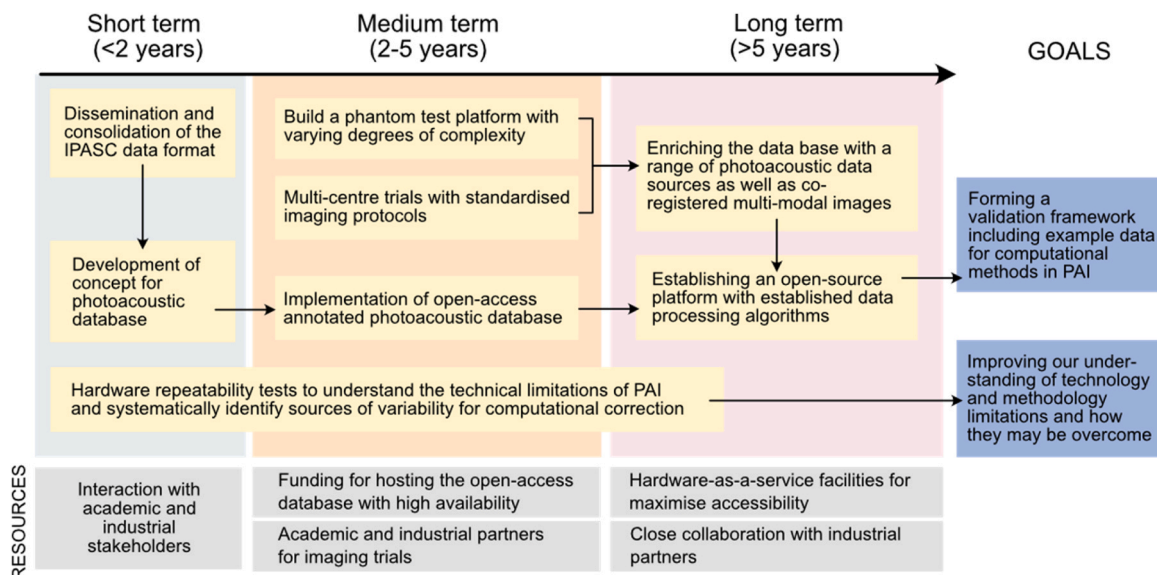 Short term
(<2 years)
Medium term
(2-5 years)
Long term
(>5 years)
GOALS
Dissemination and
consolidation of the
IPASC data format
Build a phantom test platform with
varying degrees of complexity
Enriching the data base with a
range of photoacoustic data
sources as well as co-
registered multi-modal images
Multi-centre trials with standardised
imaging protocols
Forming a
validation framework
including example data
for computational
methods in PAI
Development of
concept for
photoacoustic
database
Implementation of open-access
annotated photoacoustic database
Establishing an open-source
platform with established data
processing algorithms
Hardware repeatability tests to understand the technical limitations of PAI
and systematically identify sources of variability for computational correction
Improving our under-
standing of technology
and methodology
limitations and how
they may be overcome
RESOURCES
Interaction with
academic and
industrial
stakeholders
Funding for hosting the open-access
database with high availability
Hardware-as-a-service facilities for
maximise accessibility
Academic and industrial partners
for imaging trials
Close collaboration with industrial
partners